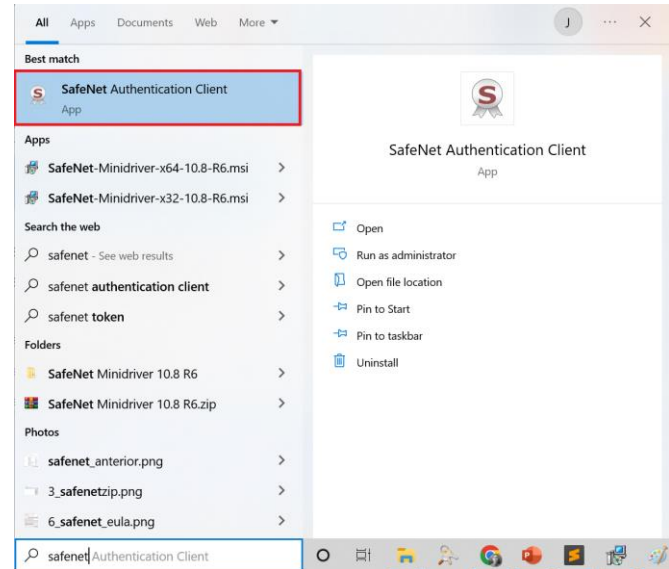 All Apps Documents Web More J
Best match
SafeNet Authentication Client
App
Apps
SafeNet-Minidriver-x64-10.8-R6.msi
SafeNet-Minidriver-x32-10.8-R6.msi
Search the web
safenet - See web results
safenet authentication client
safenet token
Folders
SafeNet Minidriver 10.8 R6
SafeNet Minidriver 10.8 R6.zip
Photos
safenet_anterior.png
3_safenetzip.png
6_safenet_eula.png
safenet Authentication Client
S
SafeNet Authentication Client
App
Open
Run as administrator
Open file location
Pin to Start
Pin to taskbar
Uninstall